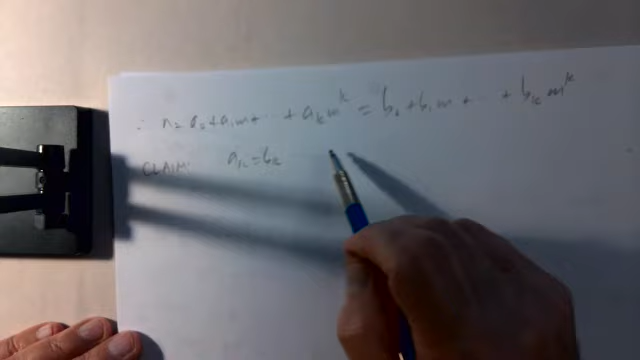 ∴ n = a₀ + a₁m + ··· + aₖmᵏ = b₀ + b₁m + ··· + bₖmᵏ
CLAIM: aₖ = bₖ